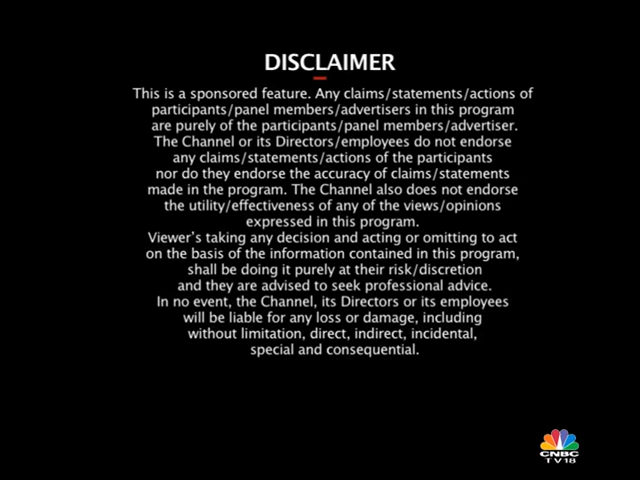 DISCLAIMER
This is a sponsored feature. Any claims/statements/actions of
participants/panel members/advertisers in this program
are purely of the participants/panel members/advertiser.
The Channel or its Directors/employees do not endorse
any claims/statements/actions of the participants
nor do they endorse the accuracy of claims/statements
made in the program. The Channel also does not endorse
the utility/effectiveness of any of the views/opinions
expressed in this program.
Viewer's taking any decision and acting or omitting to act
on the basis of the information contained in this program,
shall be doing it purely at their risk/discretion
and they are advised to seek professional advice.
In no event, the Channel, its Directors or its employees
will be liable for any loss or damage, including
without limitation, direct, indirect, incidental,
special and consequential.
CNBC
TV18